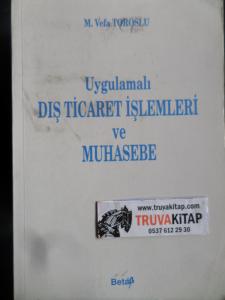 M. Vefa TOROSLU
Uygulamalı
DIŞ TİCARET İŞLEMLERİ
ve
MUHASEBE
www.truvakitap.com
TRUVAKiTAP
0537 612 29 30
Beta